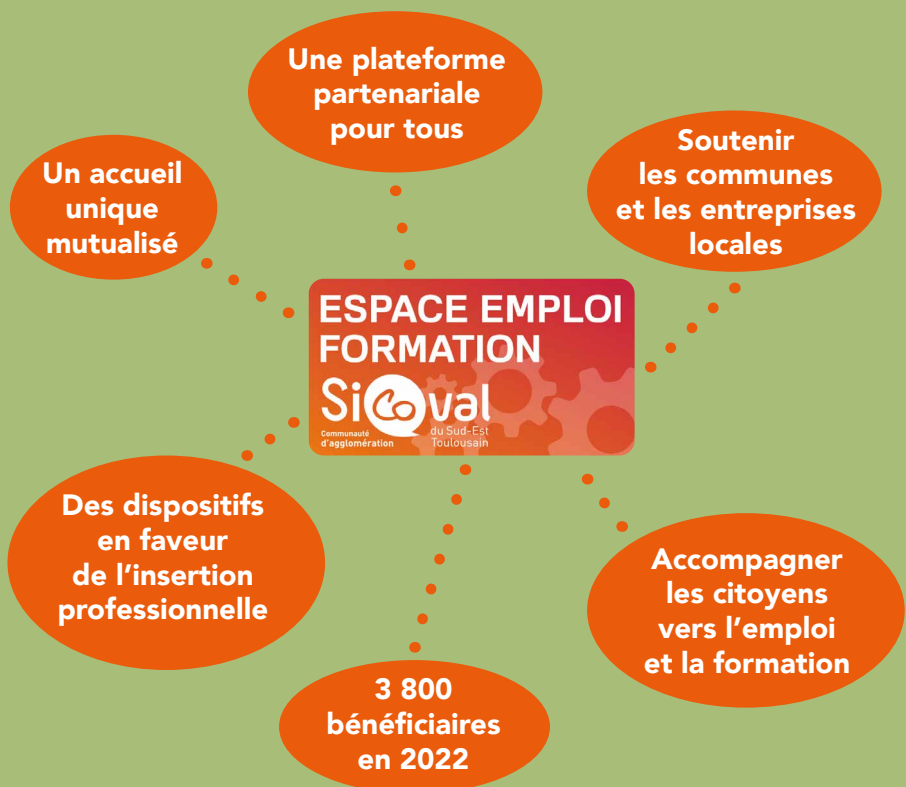 Une plateforme
partenariale
pour tous
Un accueil
unique
mutualisé
Soutenir
les communes
et les entreprises
locales
ESPACE EMPLOI
FORMATION
Sicoval
Communauté
d'agglomération
du Sud-Est
Toulousain
Des dispositifs
en faveur
de l'insertion
professionnelle
Accompagner
les citoyens
vers l'emploi
et la formation
3 800
bénéficiaires
en 2022